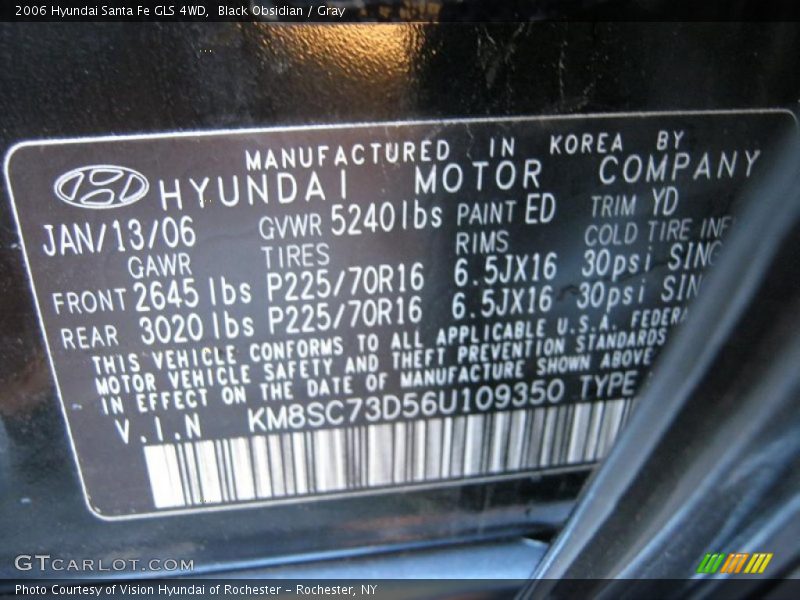 2006 Hyundai Santa Fe GLS 4WD, Black Obsidian / Gray
MANUFACTURED IN KOREA BY
HYUNDAI MOTOR COMPANY
JAN/13/06 GVWR 5240lbs PAINT ED TRIM YD
GAWR TIRES RIMS COLD TIRE
FRONT 2645 lbs P225/70R16 6.5JX16 30psi
REAR 3020 lbs P225/70R16 6.5JX16 30psi
THIS VEHICLE CONFORMS TO ALL APPLICABLE U.S.A.
MOTOR VEHICLE SAFETY AND THEFT PREVENTION STANDARDS
IN EFFECT ON THE DATE OF MANUFACTURE SHOWN ABOVE
V.I.N KM8SC73D56U109350 TYPE
GTCARLOT.COM
Photo Courtesy of Vision Hyundai of Rochester - Rochester, NY